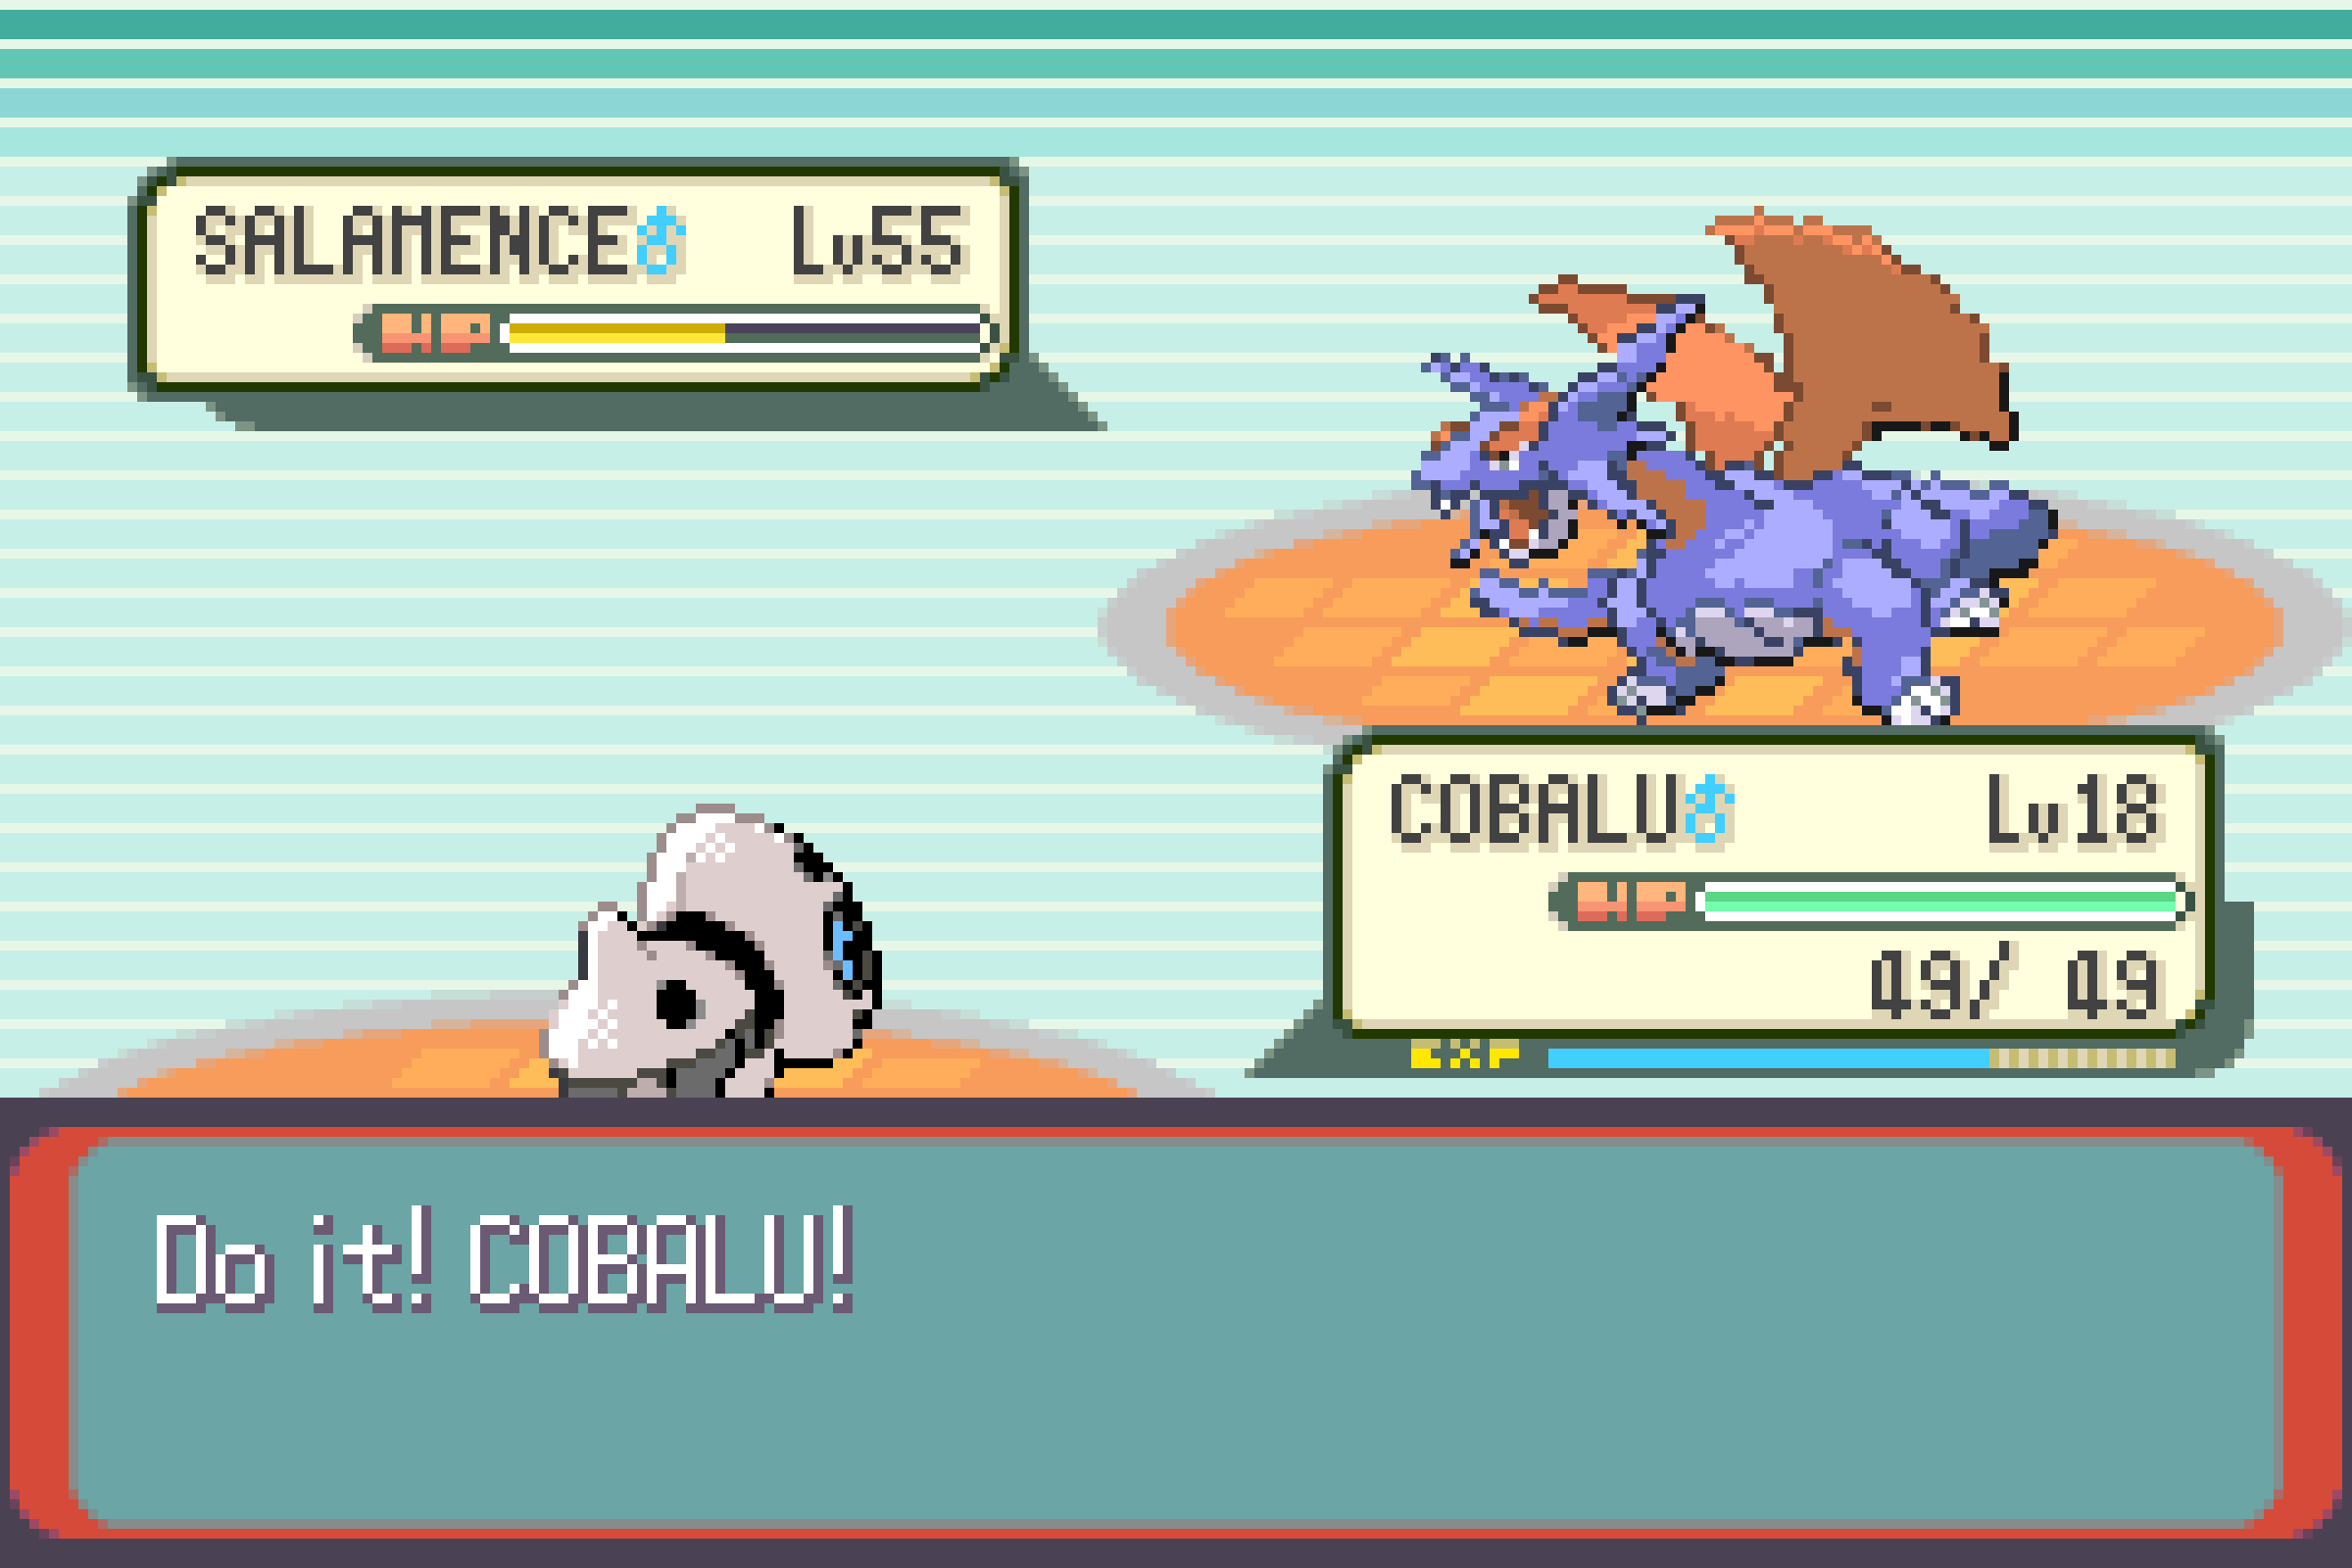 SALAMENCE♂ Lv55
HP
COBALU♂ Lv18
HP
49/ 49
EXP
Do it! COBALU!